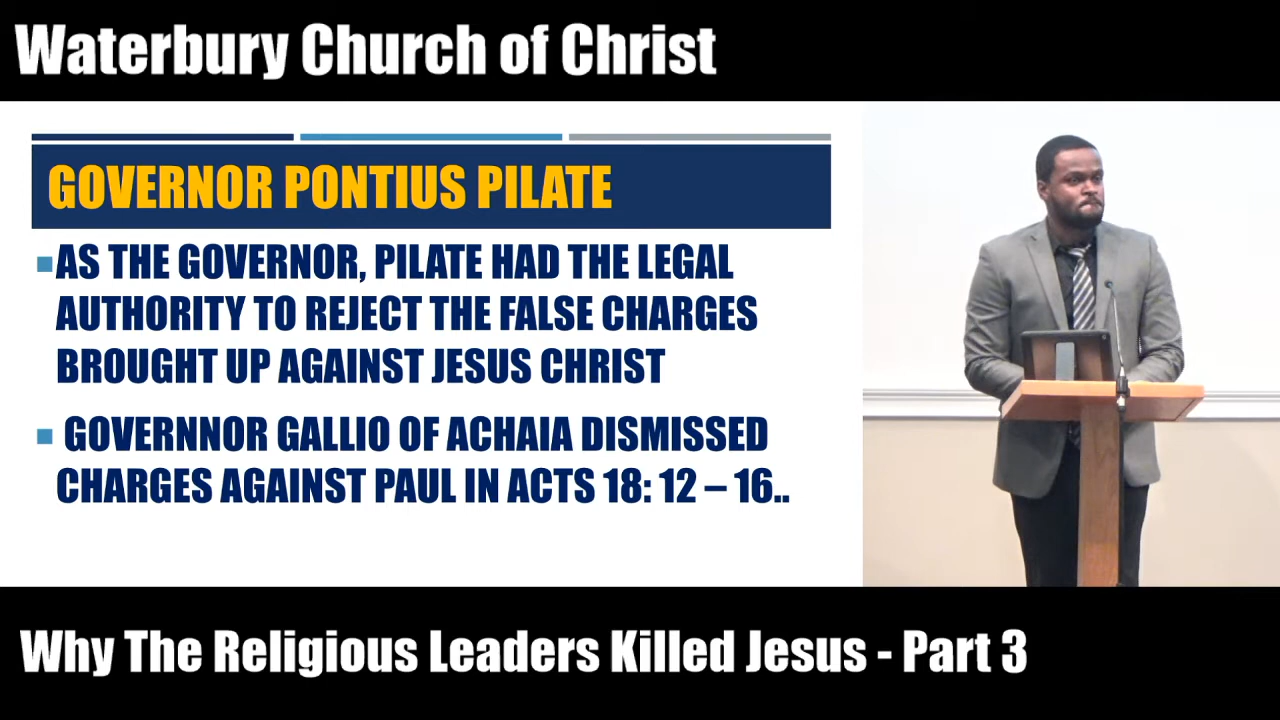 Waterbury Church of Christ
GOVERNOR PONTIUS PILATE
AS THE GOVERNOR, PILATE HAD THE LEGAL
AUTHORITY TO REJECT THE FALSE CHARGES
BROUGHT UP AGAINST JESUS CHRIST
GOVERNNOR GALLIO OF ACHAIA DISMISSED
CHARGES AGAINST PAUL IN ACTS 18: 12 – 16..
Why The Religious Leaders Killed Jesus - Part 3